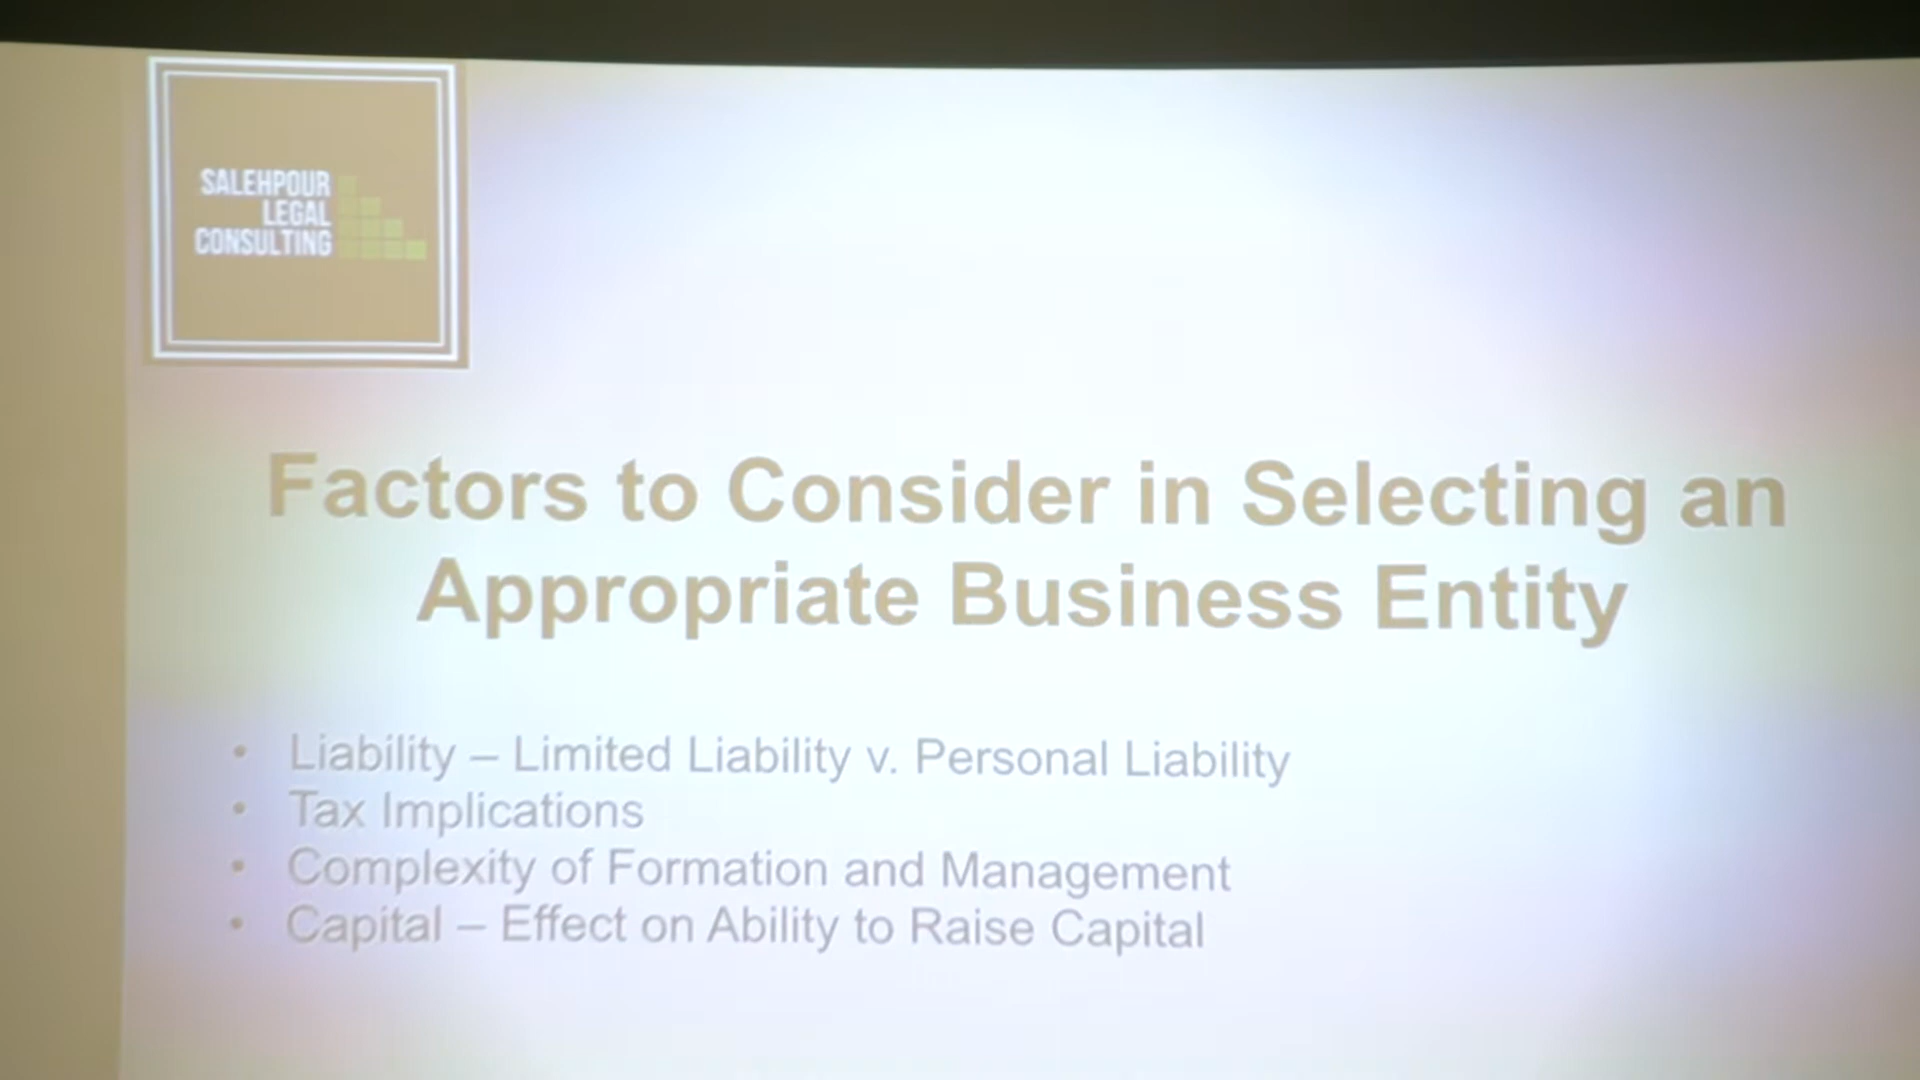 SALEHPOUR
LEGAL
CONSULTING
Factors to Consider in Selecting an
Appropriate Business Entity
• Liability – Limited Liability v. Personal Liability
• Tax Implications
• Complexity of Formation and Management
• Capital – Effect on Ability to Raise Capital